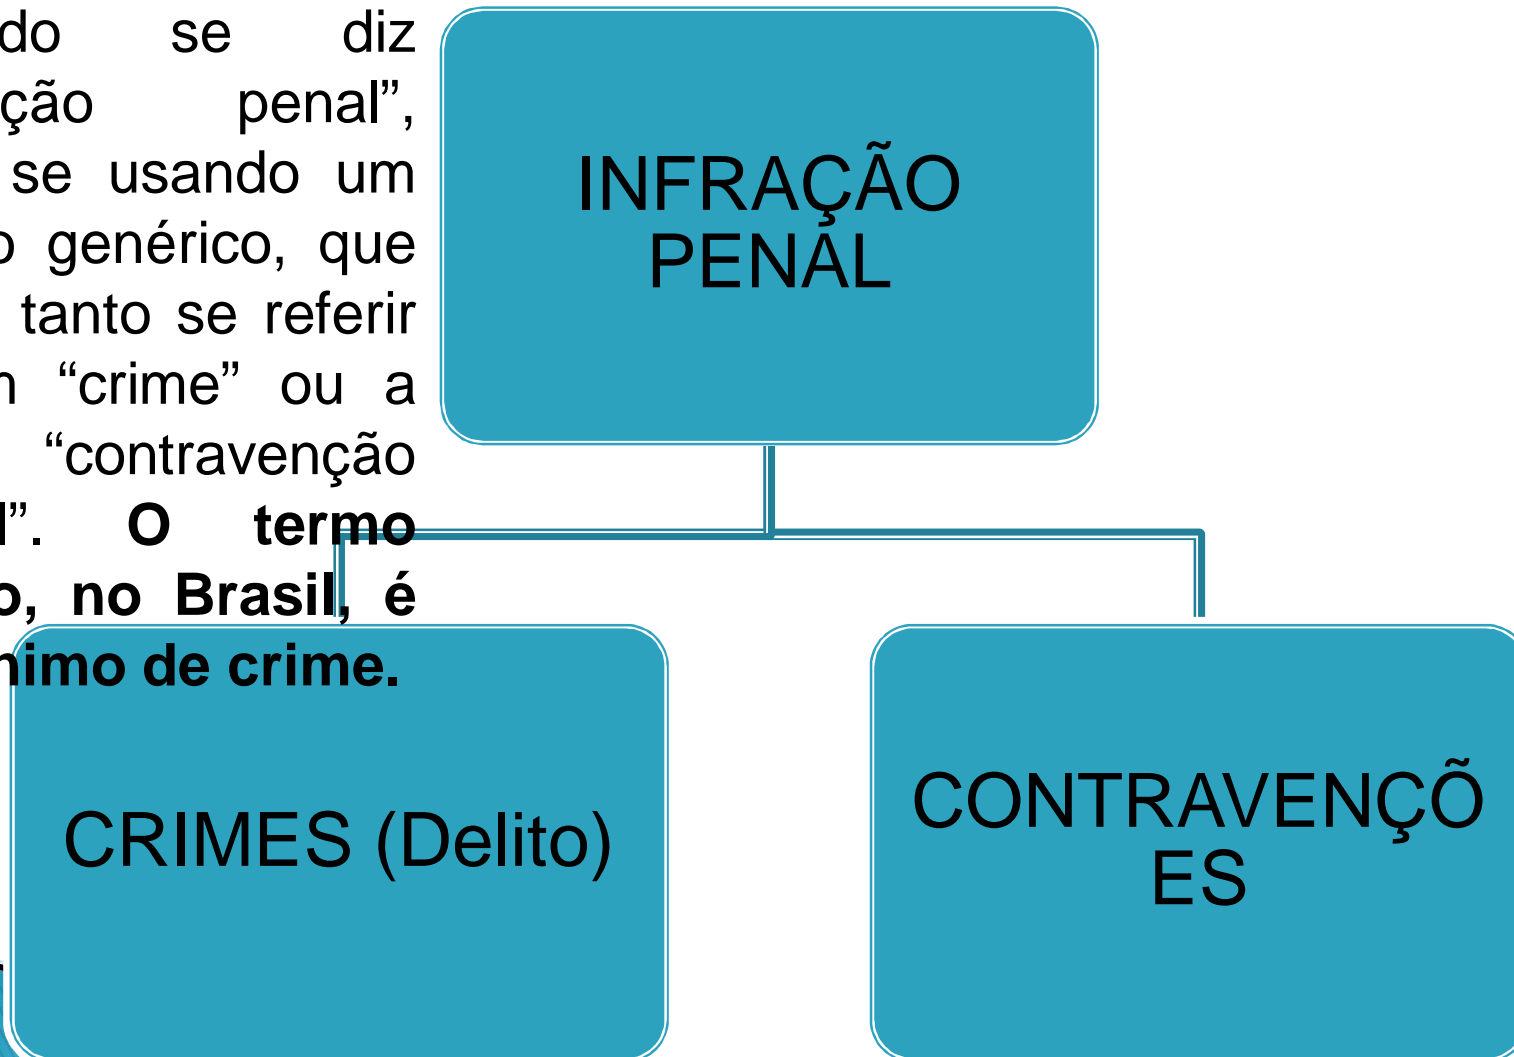 do se diz
ção penal”,
se usando um
o genérico, que
tanto se referir
“crime” ou a
“contravenção
l”. O termo
o, no Brasil, é
nimo de crime.
INFRAÇÃO
PENAL
CRIMES (Delito)
CONTRAVENÇÕ
ES